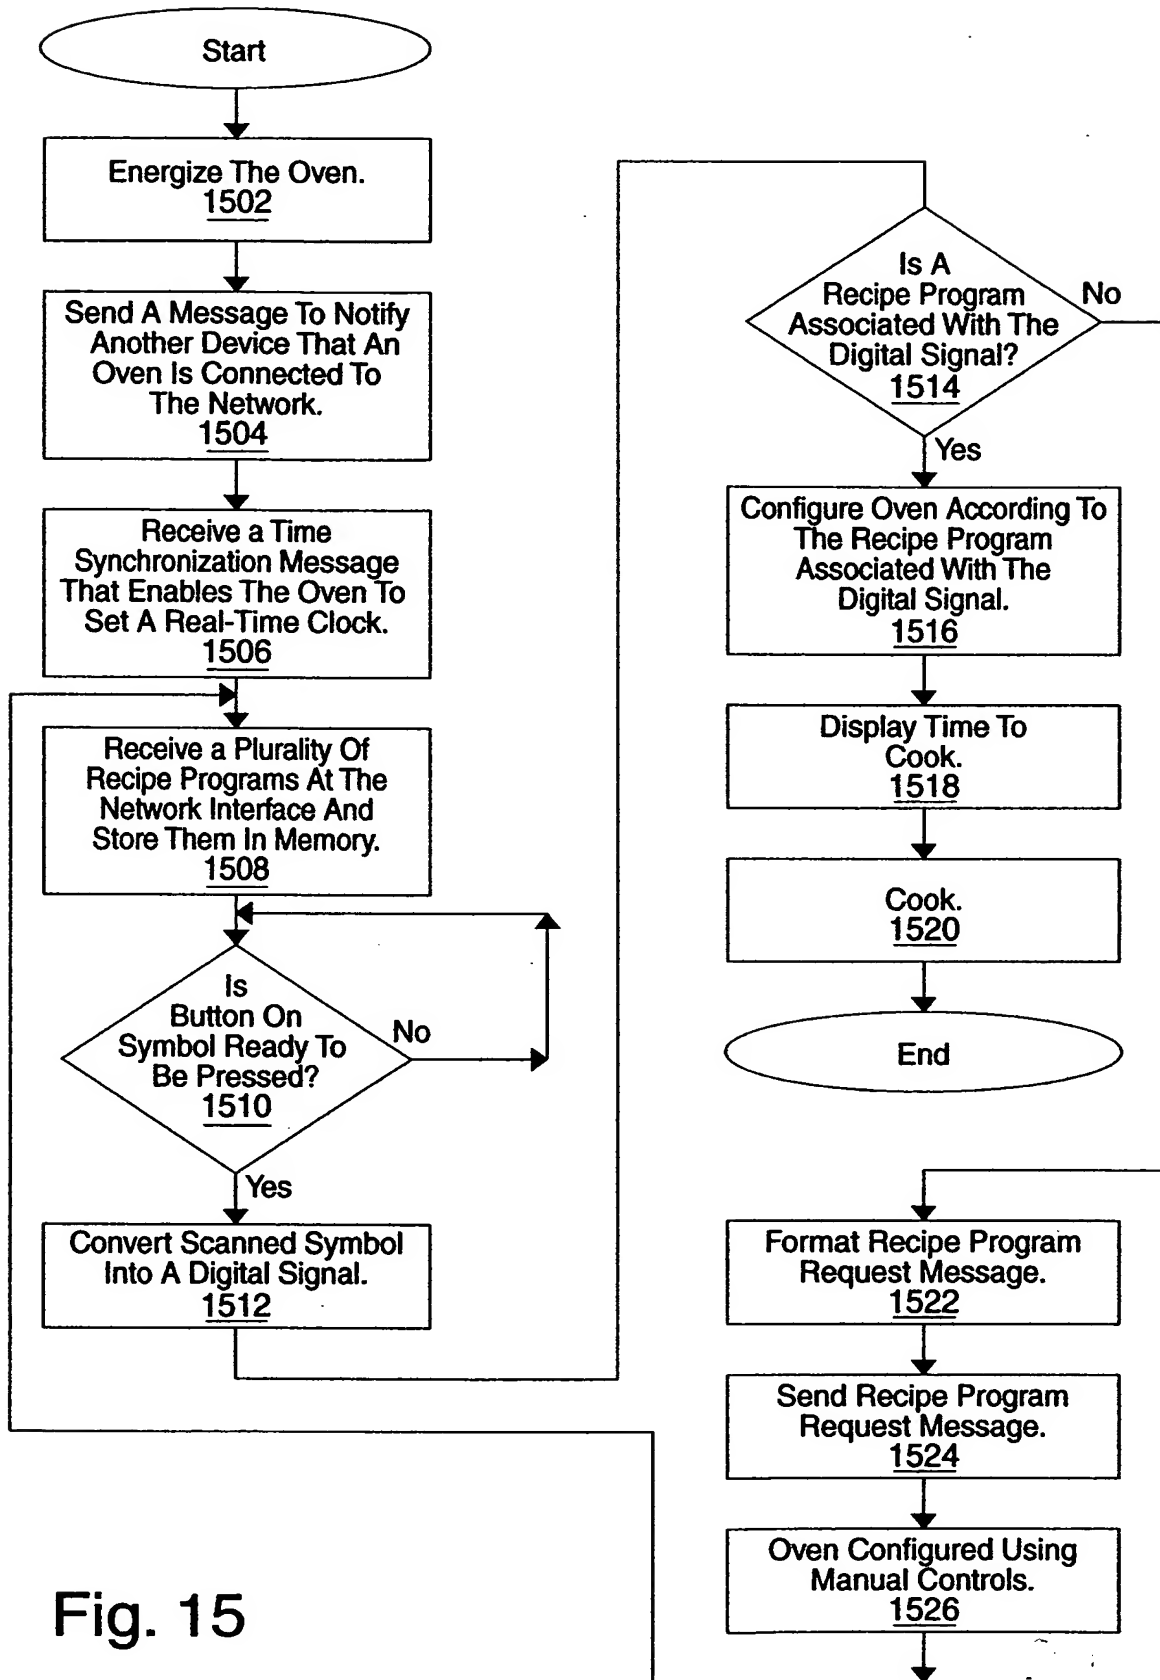 Start
Energize The Oven.
1502
Send A Message To Notify
Another Device That An
Oven Is Connected To
The Network.
1504
Receive a Time
Synchronization Message
That Enables The Oven To
Set A Real-Time Clock.
1506
Receive a Plurality Of
Recipe Programs At The
Network Interface And
Store Them In Memory.
1508
Is
Button On
Symbol Ready To
Be Pressed?
1510
No
Yes
Convert Scanned Symbol
Into A Digital Signal.
1512
Is A
Recipe Program
Associated With The
Digital Signal?
1514
No
Yes
Configure Oven According To
The Recipe Program
Associated With The
Digital Signal.
1516
Display Time To
Cook.
1518
Cook.
1520
End
Format Recipe Program
Request Message.
1522
Send Recipe Program
Request Message.
1524
Oven Configured Using
Manual Controls.
1526
Fig. 15